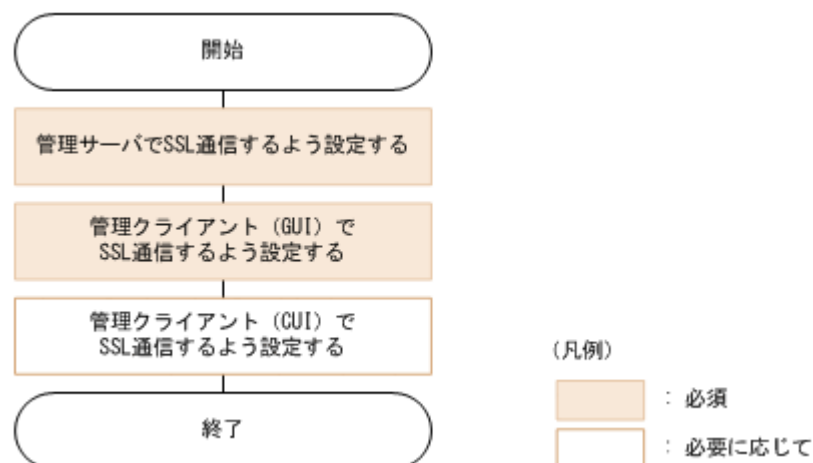 開始
管理サーバでSSL通信するよう設定する
管理クライアント（GUI）で
SSL通信するよう設定する
管理クライアント（CUI）で
SSL通信するよう設定する
終了
（凡例）
：必須
：必要に応じて